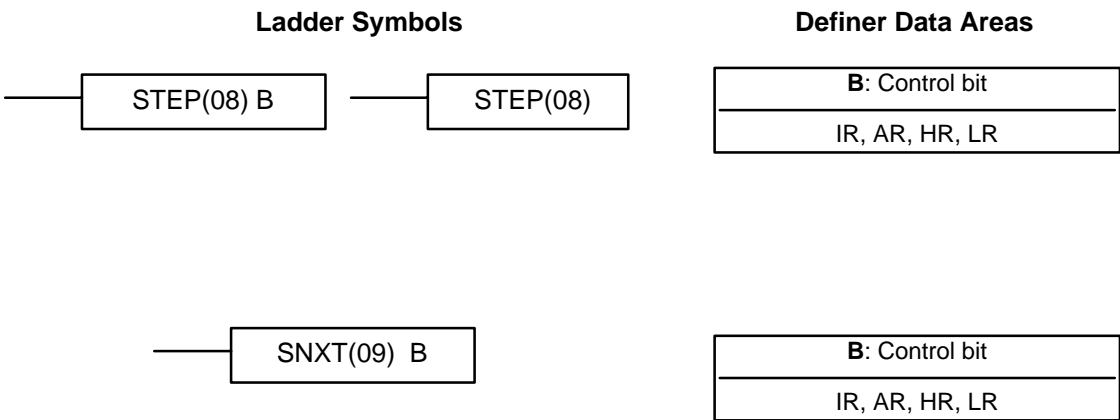 Ladder Symbols
Definer Data Areas
STEP(08) B
STEP(08)
B: Control bit
IR, AR, HR, LR
SNXT(09) B
B: Control bit
IR, AR, HR, LR